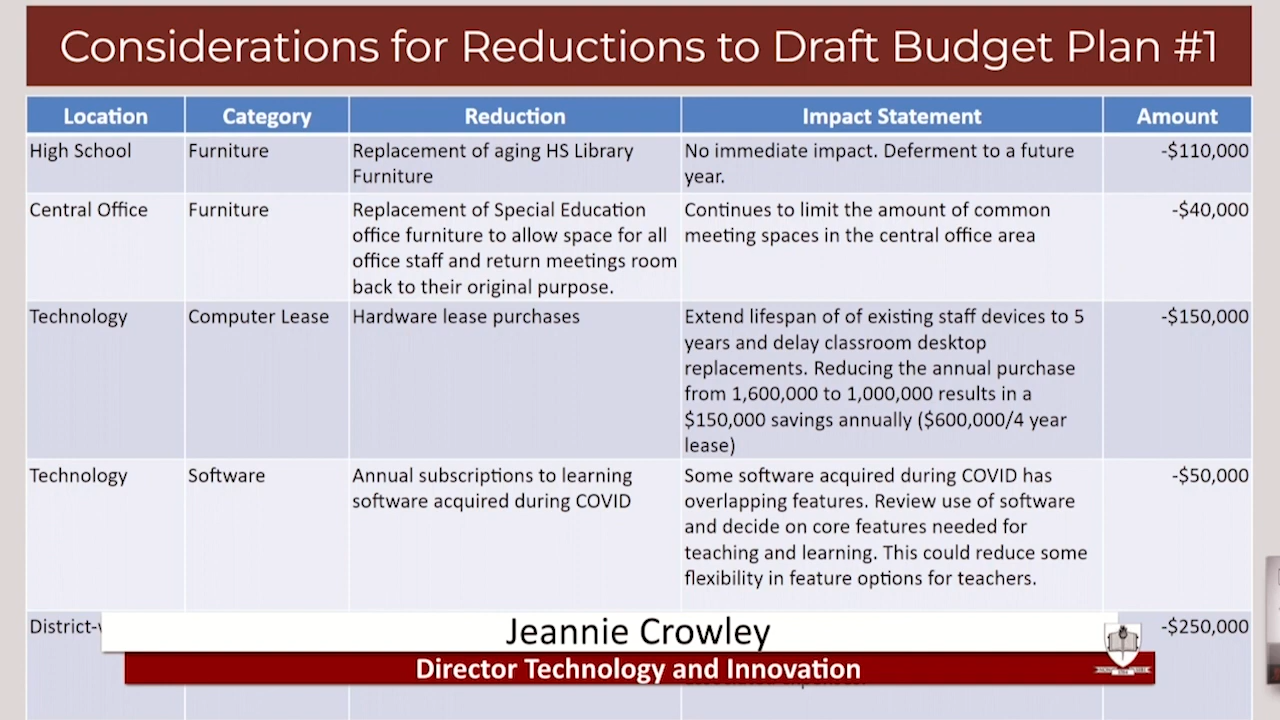 Considerations for Reductions to Draft Budget Plan #1
Location Category Reduction Impact Statement Amount
High School Furniture Replacement of aging HS Library Furniture No immediate impact. Deferment to a future year. -$110,000
Central Office Furniture Replacement of Special Education office furniture to allow space for all office staff and return meetings room back to their original purpose. Continues to limit the amount of common meeting spaces in the central office area -$40,000
Technology Computer Lease Hardware lease purchases Extend lifespan of of existing staff devices to 5 years and delay classroom desktop replacements. Reducing the annual purchase from 1,600,000 to 1,000,000 results in a $150,000 savings annually ($600,000/4 year lease) -$150,000
Technology Software Annual subscriptions to learning software acquired during COVID Some software acquired during COVID has overlapping features. Review use of software and decide on core features needed for teaching and learning. This could reduce some flexibility in feature options for teachers. -$50,000
District- -$250,000
Jeannie Crowley
Director Technology and Innovation